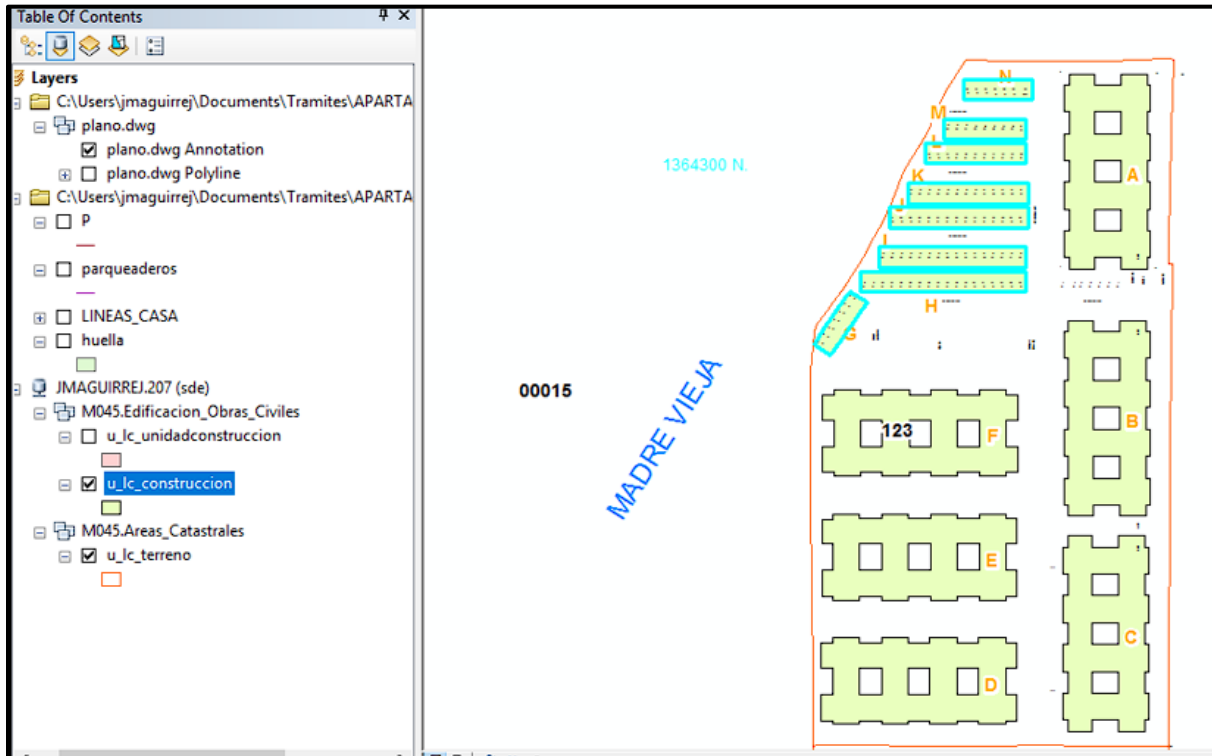 Table Of Contents
Layers
C:\Users\jmaguirrej\Documents\Tramites\APARTA
plano.dwg
plano.dwg Annotation
plano.dwg Polyline
C:\Users\jmaguirrej\Documents\Tramites\APARTA
P
parqueaderos
LINEAS_CASA
huella
JMAGUIRREJ.207 (sde)
M045.Edificacion_Obras_Civiles
u_lc_unidadconstruccion
u_lc_construccion
M045.Areas_Catastrales
u_lc_terreno
N
M
L
1364300 N.
K
A
J
I
H
G
00015
MADRE VIEJA
123
F
B
E
C
D